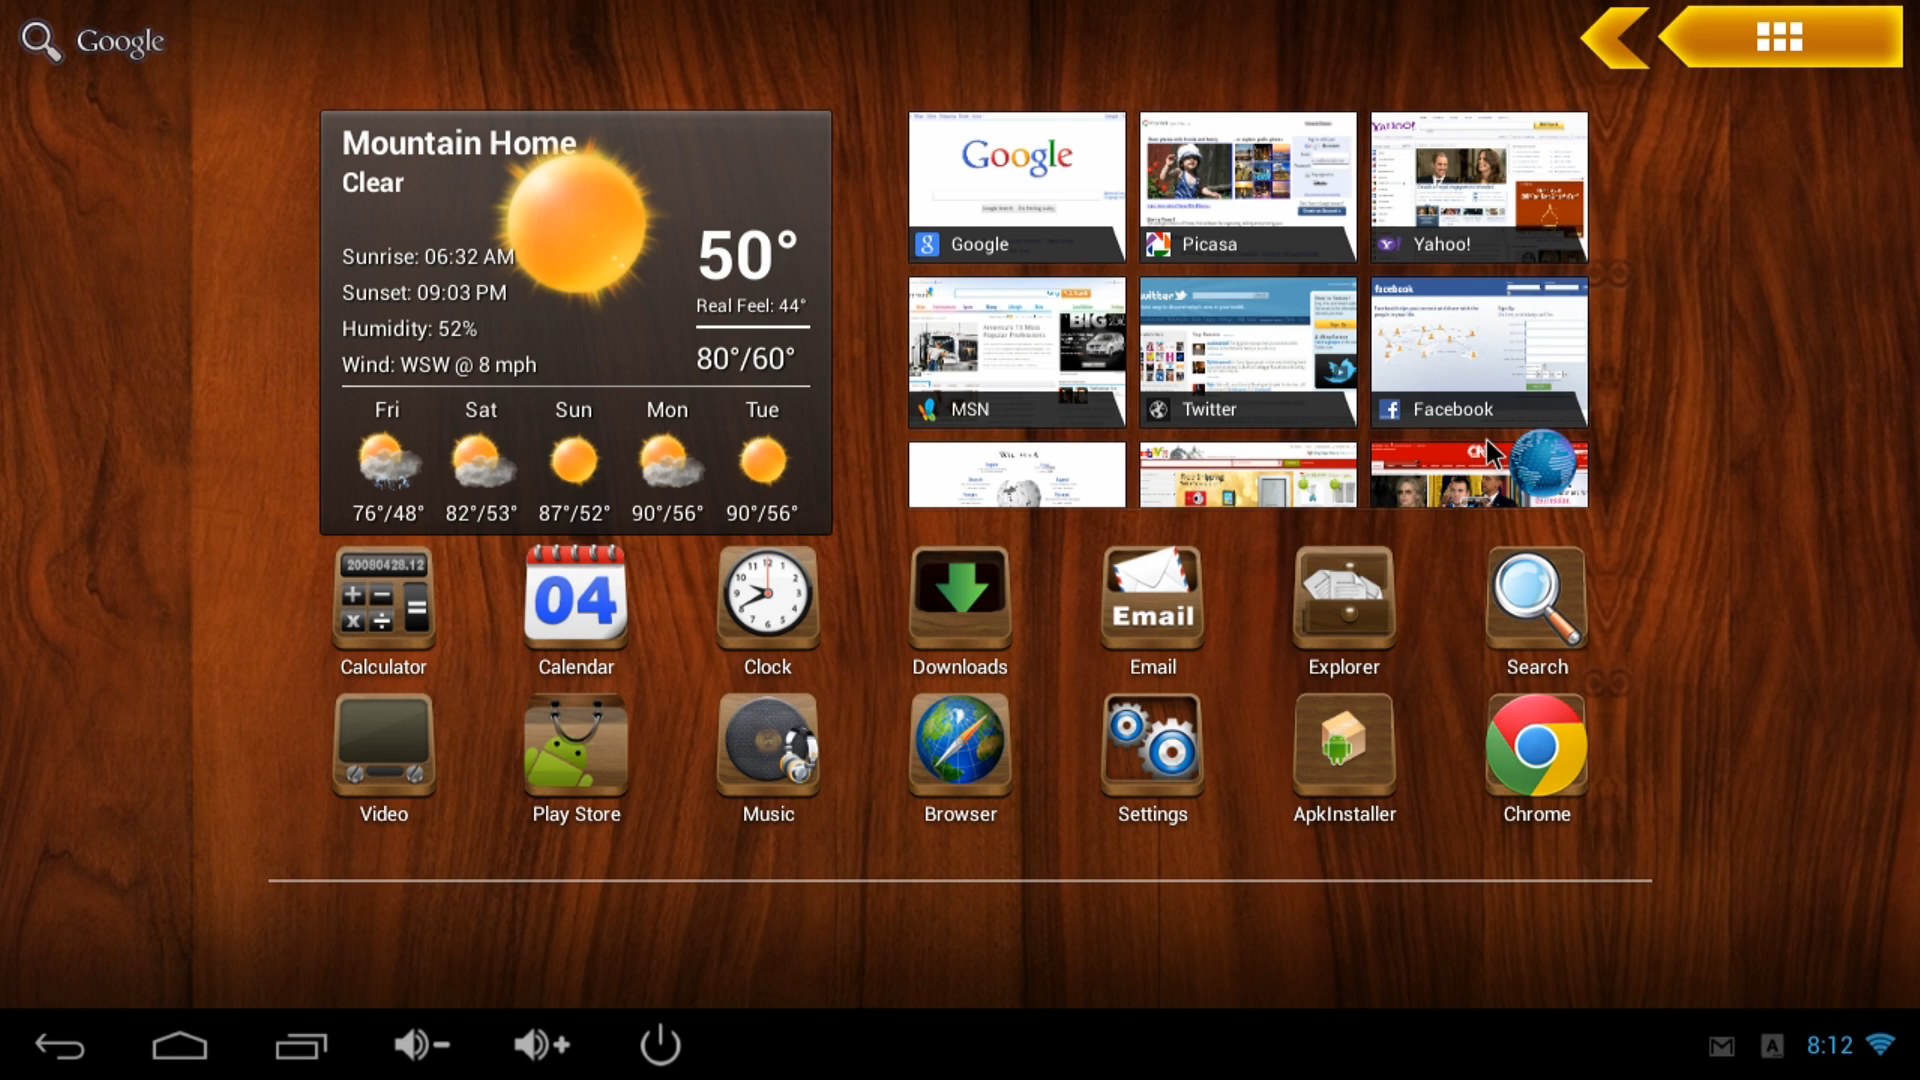 Google
Mountain Home
Clear
Sunrise: 06:32 AM
Sunset: 09:03 PM
Humidity: 52%
Wind: WSW @ 8 mph
50°
Real Feel: 44°
80°/60°
Fri Sat Sun Mon Tue
76°/48° 82°/53° 87°/52° 90°/56° 90°/56°
Google
Google Picasa Yahoo!
facebook
BIG
MSN Twitter Facebook
20080428.12
04
Email
Calculator Calendar Clock Downloads Email Explorer Search
Video Play Store Music Browser Settings ApkInstaller Chrome
A 8:12